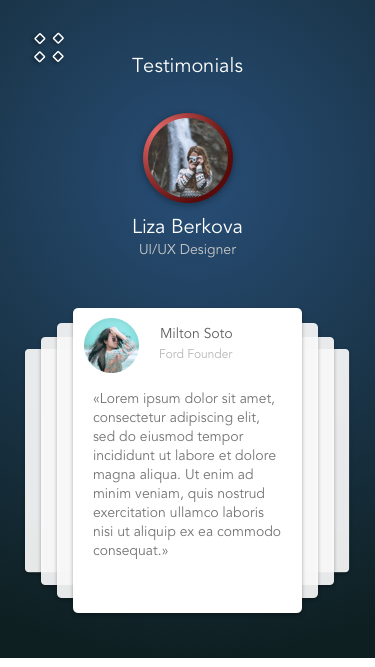 Testimonials
Liza Berkova
UI/UX Designer
Milton Soto
Ford Founder
«Lorem ipsum dolor sit amet,
consectetur adipiscing elit,
sed do eiusmod tempor
incididunt ut labore et dolore
magna aliqua. Ut enim ad
minim veniam, quis nostrud
exercitation ullamco laboris
nisi ut aliquip ex ea commodo
consequat.»